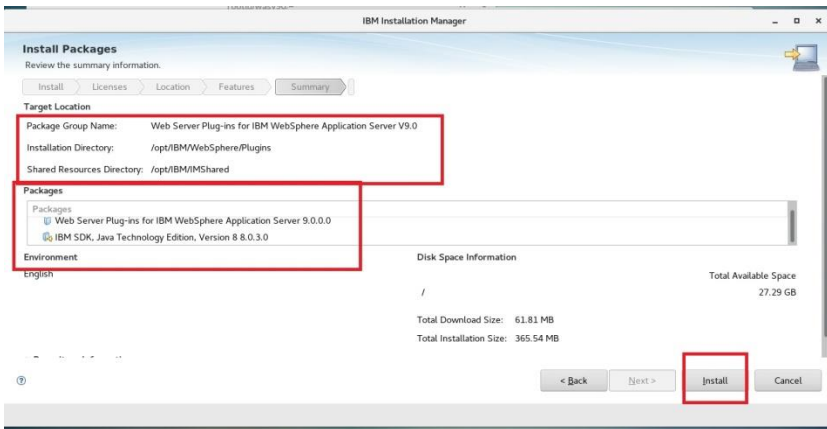 IBM Installation Manager
Install Packages
Review the summary information.
Install Licenses Location Features Summary
Target Location
Package Group Name: Web Server Plug-ins for IBM WebSphere Application Server V9.0
Installation Directory: /opt/IBM/WebSphere/Plugins
Shared Resources Directory: /opt/IBM/IMShared
Packages
Packages
Web Server Plug-ins for IBM WebSphere Application Server 9.0.0.0
IBM SDK, Java Technology Edition, Version 8 8.0.3.0
Environment Disk Space Information
English Total Available Space
/ 27.29 GB
Total Download Size: 61.81 MB
Total Installation Size: 365.54 MB
? < Back Next > Install Cancel